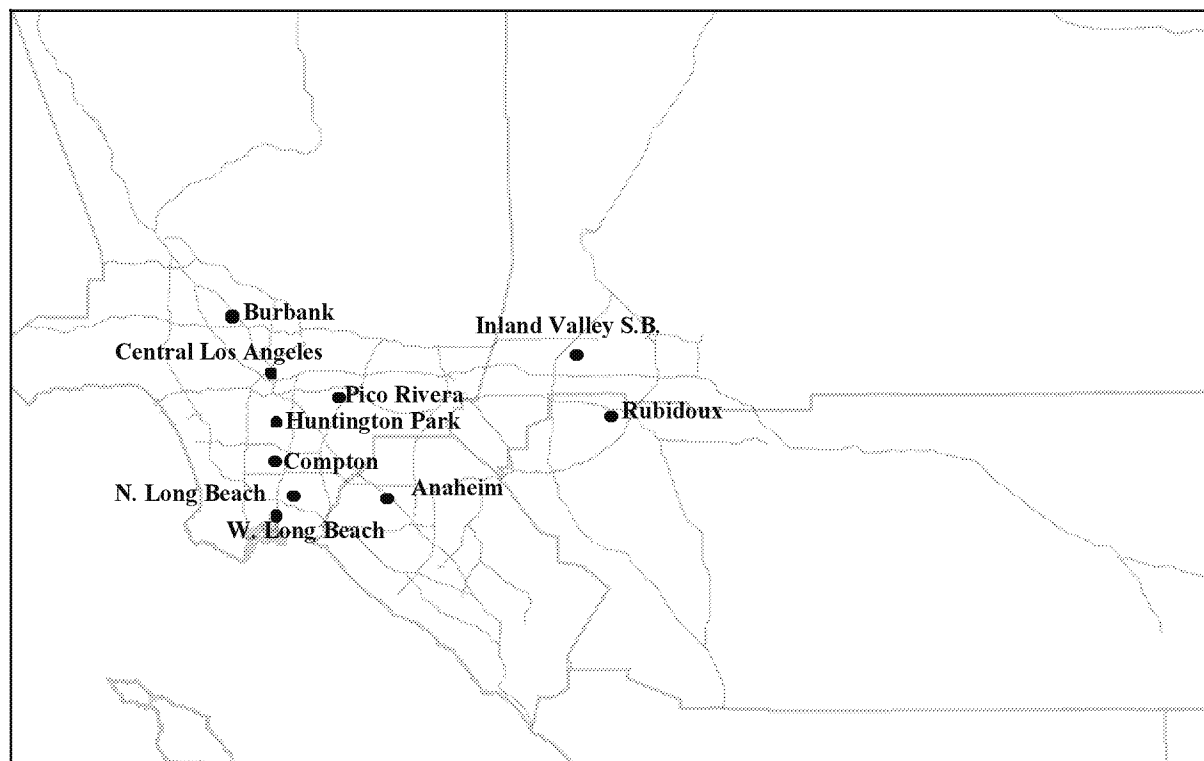 Burbank
Inland Valley S.B.
Central Los Angeles
Pico Rivera
Rubidoux
Huntington Park
Compton
N. Long Beach
Anaheim
W. Long Beach